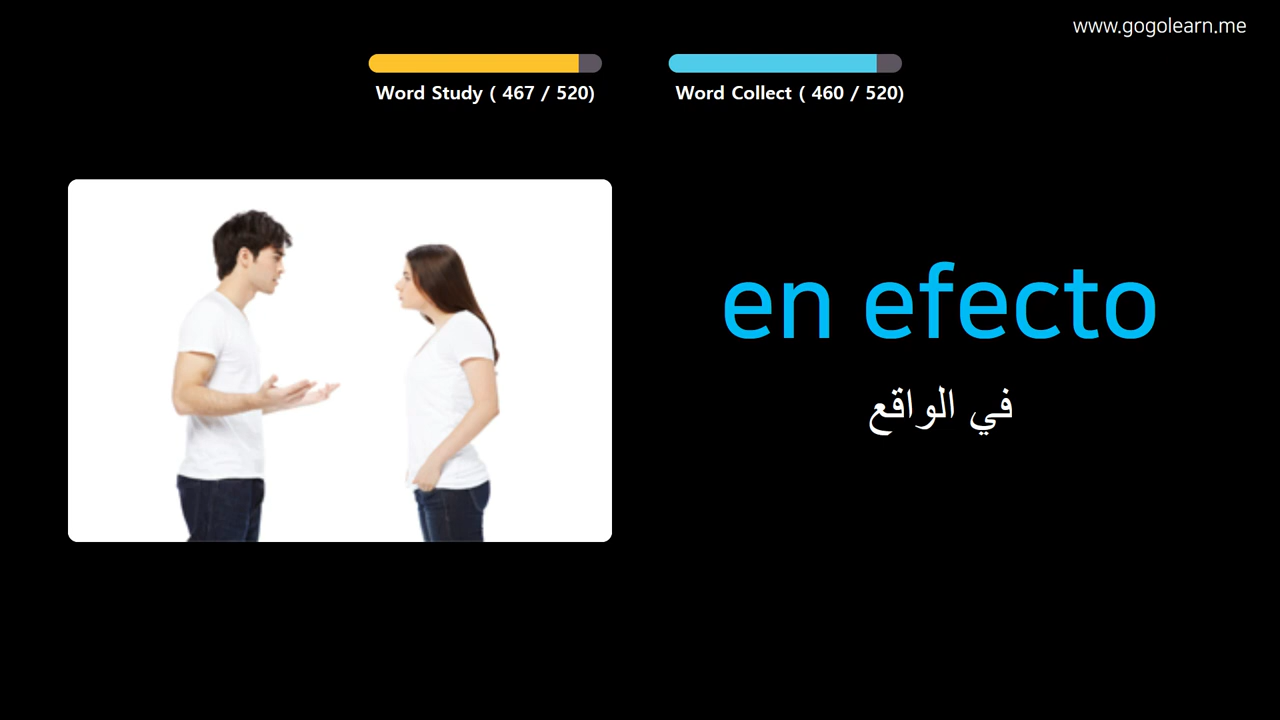 www.gogolearn.me
Word Study ( 467 / 520)
Word Collect ( 460 / 520)
en efecto
في الواقع